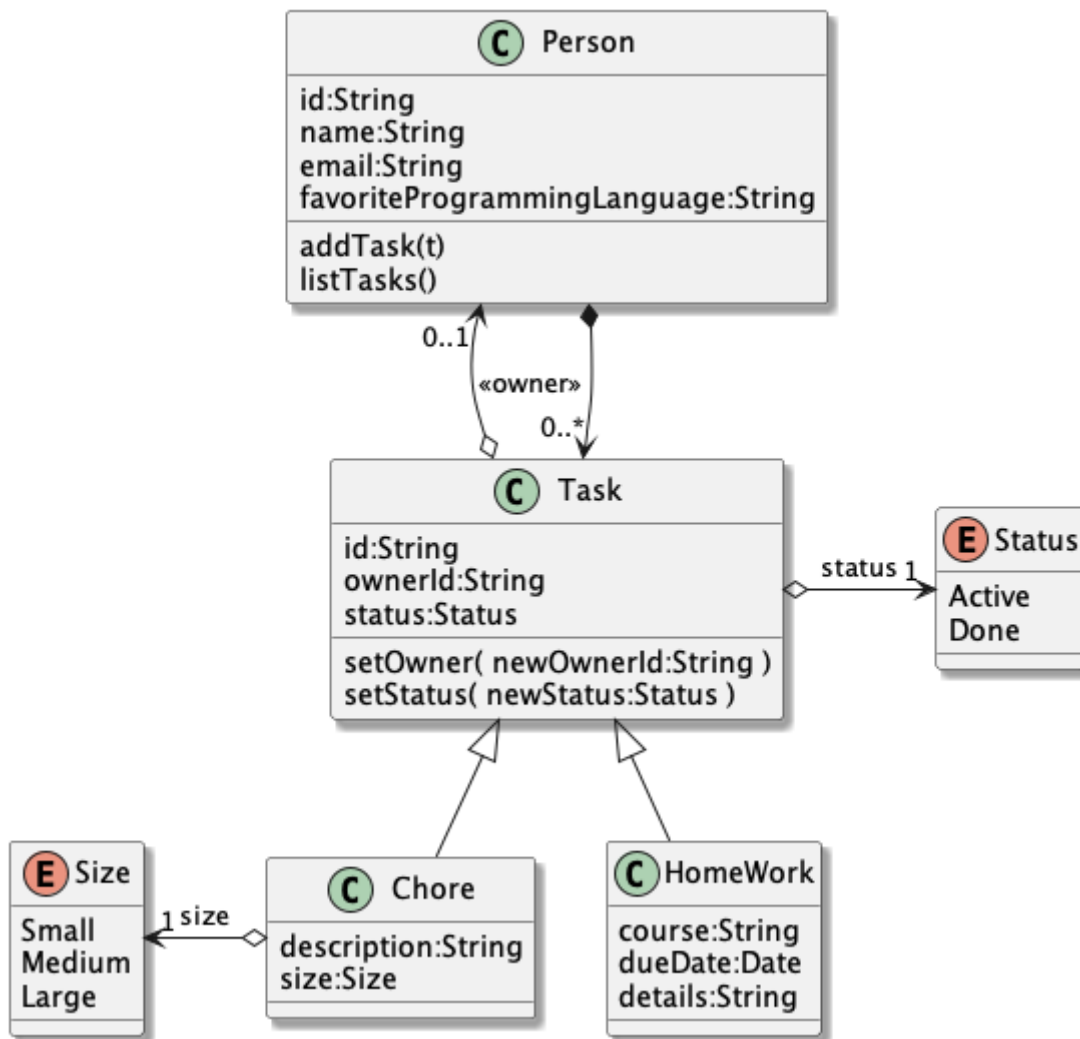 C Person
id:String
name:String
email:String
favoriteProgrammingLanguage:String
addTask(t)
listTasks()
0..1
«owner»
0..*
C Task
id:String
ownerId:String
status:Status
setOwner( newOwnerId:String )
setStatus( newStatus:Status )
status 1
E Status
Active
Done
E Size
Small
Medium
Large
1 size
C Chore
description:String
size:Size
C HomeWork
course:String
dueDate:Date
details:String